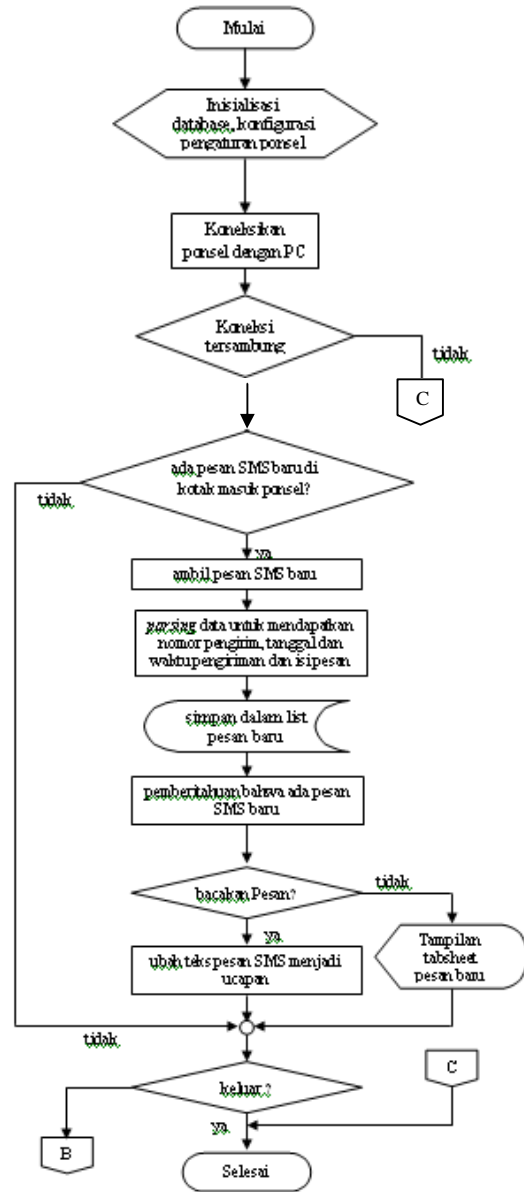 Mulai
Inisialisasi
database, konfigurasi
pengaturan ponsel
Koneksikan
ponsel dengan PC
Koneksi
tersambung
tidak
C
ada pesan SMS baru di
kotak masuk ponsel?
tidak
ya
ambil pesan SMS baru
parsing data untuk mendapatkan
nomor pengirim, tanggal dan
waktu pengiriman dan isi pesan
simpan dalam list
pesan baru
pemberitahuan bahwa ada pesan
SMS baru
bacakan Pesan?
tidak
ya
ubah teks pesan SMS menjadi
ucapan
Tampilan
tabsheet
pesan baru
tidak
keluar?
C
ya
B
Selesai